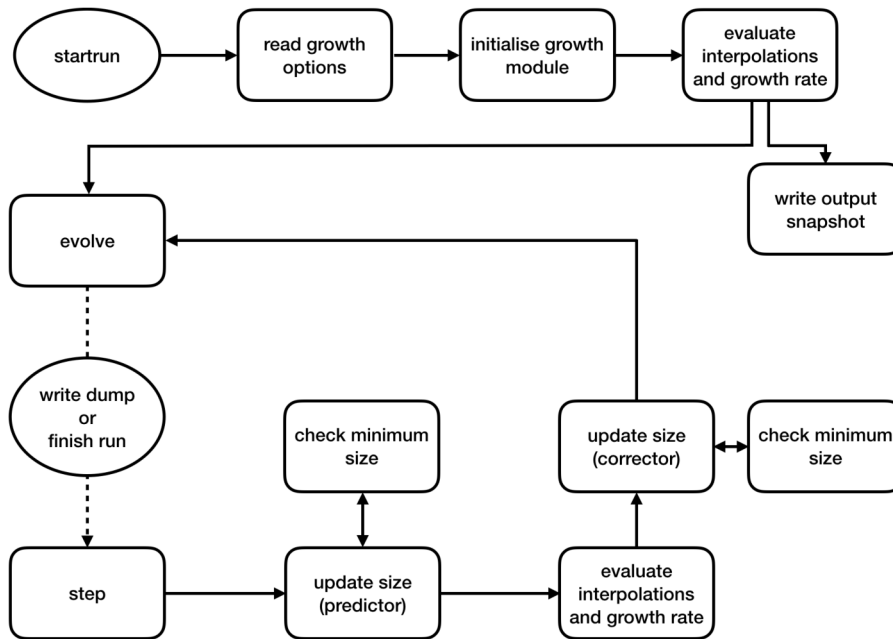 startrun
read growth
options
initialise growth
module
evaluate
interpolations
and growth rate
write output
snapshot
evolve
write dump
or
finish run
check minimum
size
update size
(corrector)
check minimum
size
step
update size
(predictor)
evaluate
interpolations
and growth rate